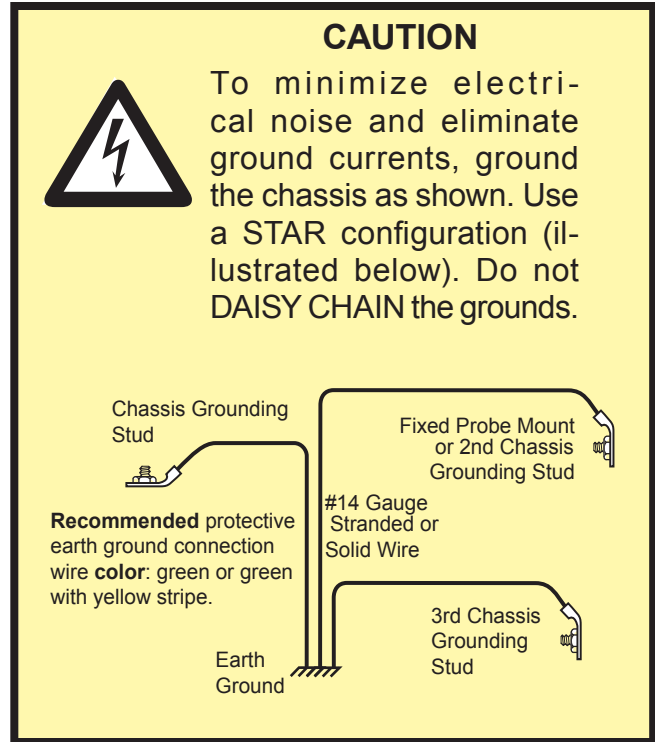 CAUTION
To minimize electri-
cal noise and eliminate
ground currents, ground
the chassis as shown. Use
a STAR configuration (il-
lustrated below). Do not
DAISY CHAIN the grounds.
Chassis Grounding
Stud
Fixed Probe Mount
or 2nd Chassis
Grounding Stud
#14 Gauge
Stranded or
Solid Wire
Recommended protective
earth ground connection
wire color: green or green
with yellow stripe.
3rd Chassis
Grounding
Stud
Earth
Ground